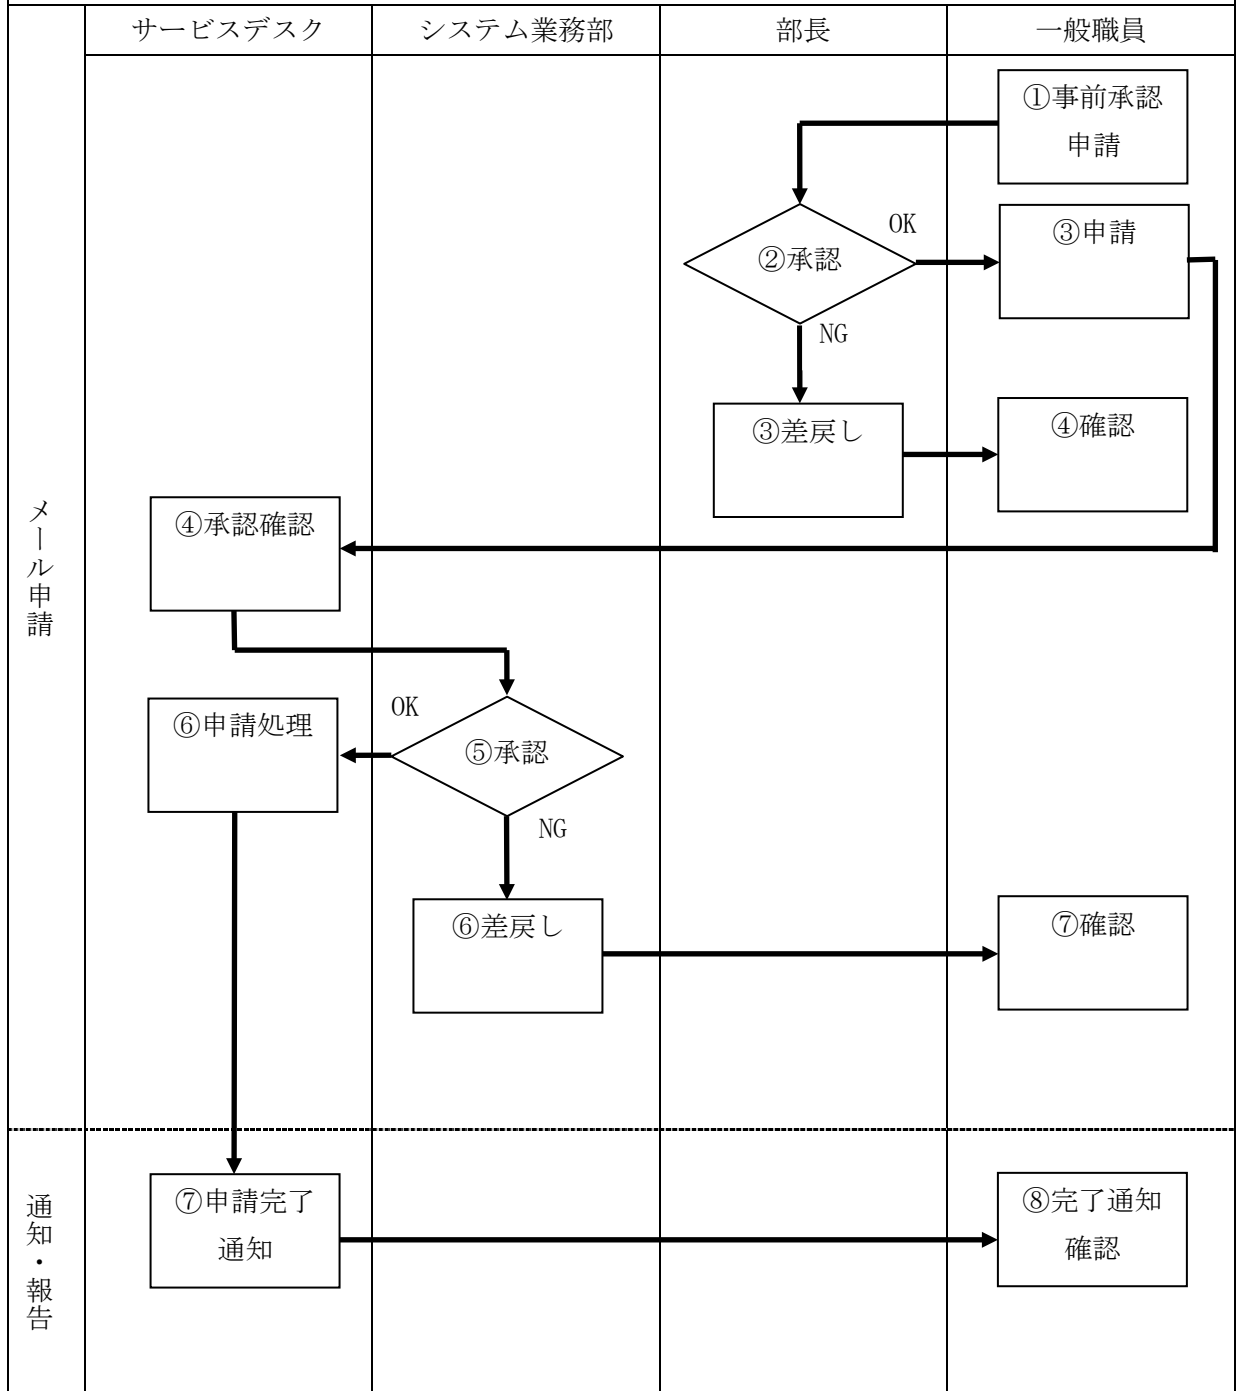 サービスデスク
システム業務部
部長
一般職員
メール申請
①事前承認
申請
②承認
OK
③申請
NG
③差戻し
④確認
④承認確認
⑥申請処理
OK
⑤承認
NG
⑥差戻し
⑦確認
通知・報告
⑦申請完了
通知
⑧完了通知
確認